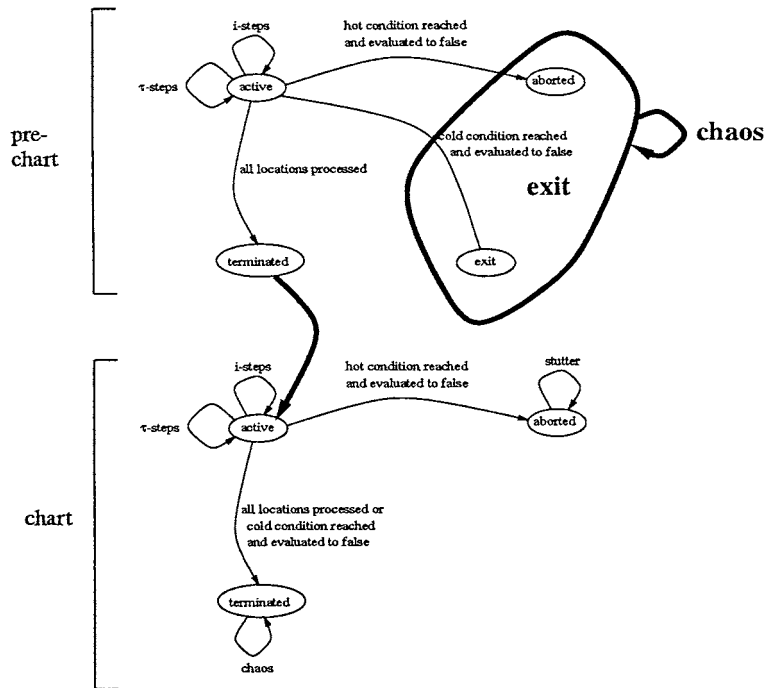 i-steps
hot condition reached
and evaluated to false
τ-steps
active
aborted
pre-
chart
cold condition reached
and evaluated to false
chaos
all locations processed
exit
terminated
exit
i-steps
hot condition reached
and evaluated to false
stutter
τ-steps
active
aborted
chart
all locations processed or
cold condition reached
and evaluated to false
terminated
chaos